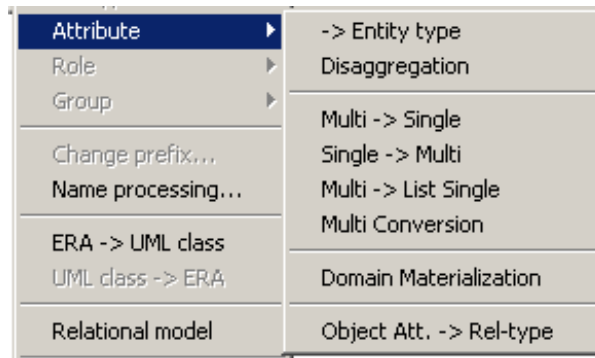 Attribute
Role
Group
Change prefix...
Name processing...
ERA -> UML class
UML class -> ERA
Relational model
-> Entity type
Disaggregation
Multi -> Single
Single -> Multi
Multi -> List Single
Multi Conversion
Domain Materialization
Object Att. -> Rel-type